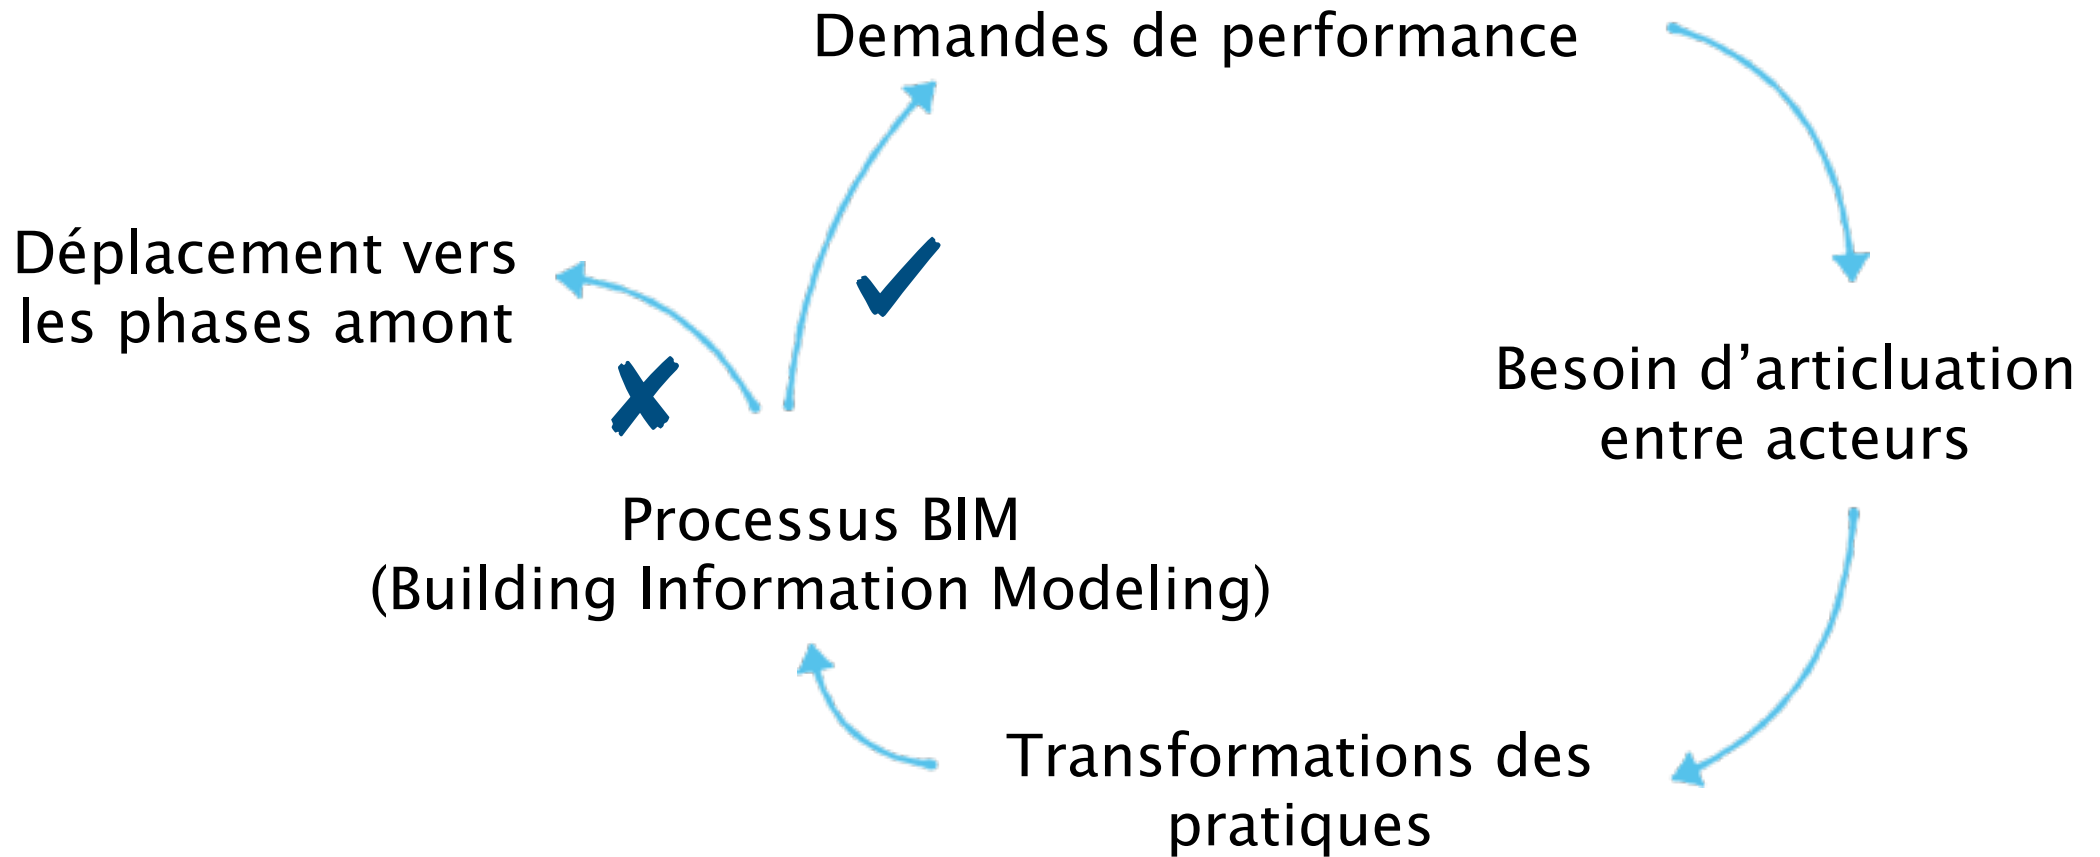 Demandes de performance
Déplacement vers
les phases amont
Besoin d’articluation
entre acteurs
Processus BIM
(Building Information Modeling)
Transformations des
pratiques